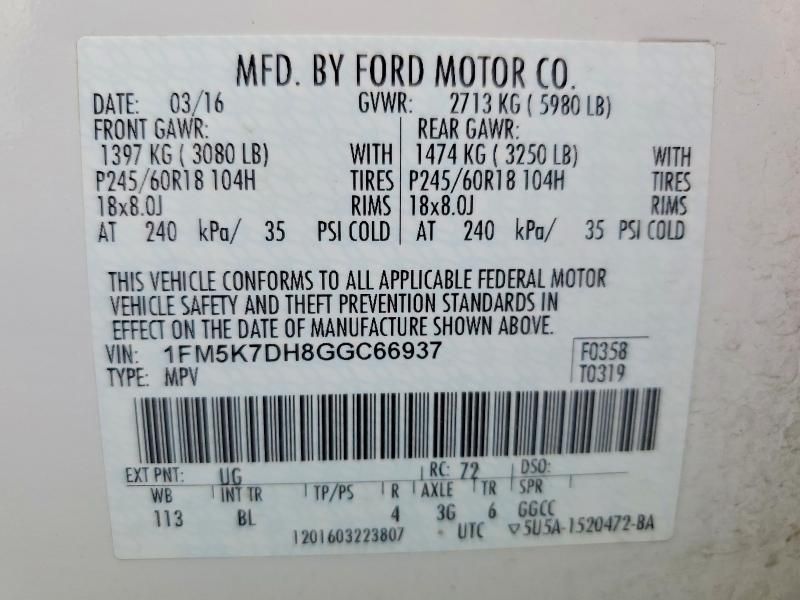 MFD. BY FORD MOTOR CO.
DATE: 03/16 GVWR: 2713 KG ( 5980 LB)
FRONT GAWR: REAR GAWR:
1397 KG ( 3080 LB) WITH 1474 KG ( 3250 LB) WITH
P245/60R18 104H TIRES P245/60R18 104H TIRES
18x8.0J RIMS 18x8.0J RIMS
AT 240 kPa/ 35 PSI COLD AT 240 kPa/ 35 PSI COLD
THIS VEHICLE CONFORMS TO ALL APPLICABLE FEDERAL MOTOR
VEHICLE SAFETY AND THEFT PREVENTION STANDARDS IN
EFFECT ON THE DATE OF MANUFACTURE SHOWN ABOVE.
VIN: 1FM5K7DH8GGC66937 F0358
TYPE: MPV T0319
EXT PNT: UG RC: 72 DSO:
WB INT TR TP/PS R AXLE TR SPR
113 BL 4 3G 6 GGCC
1201603223807 UTC ▽5U5A-1520472-BA